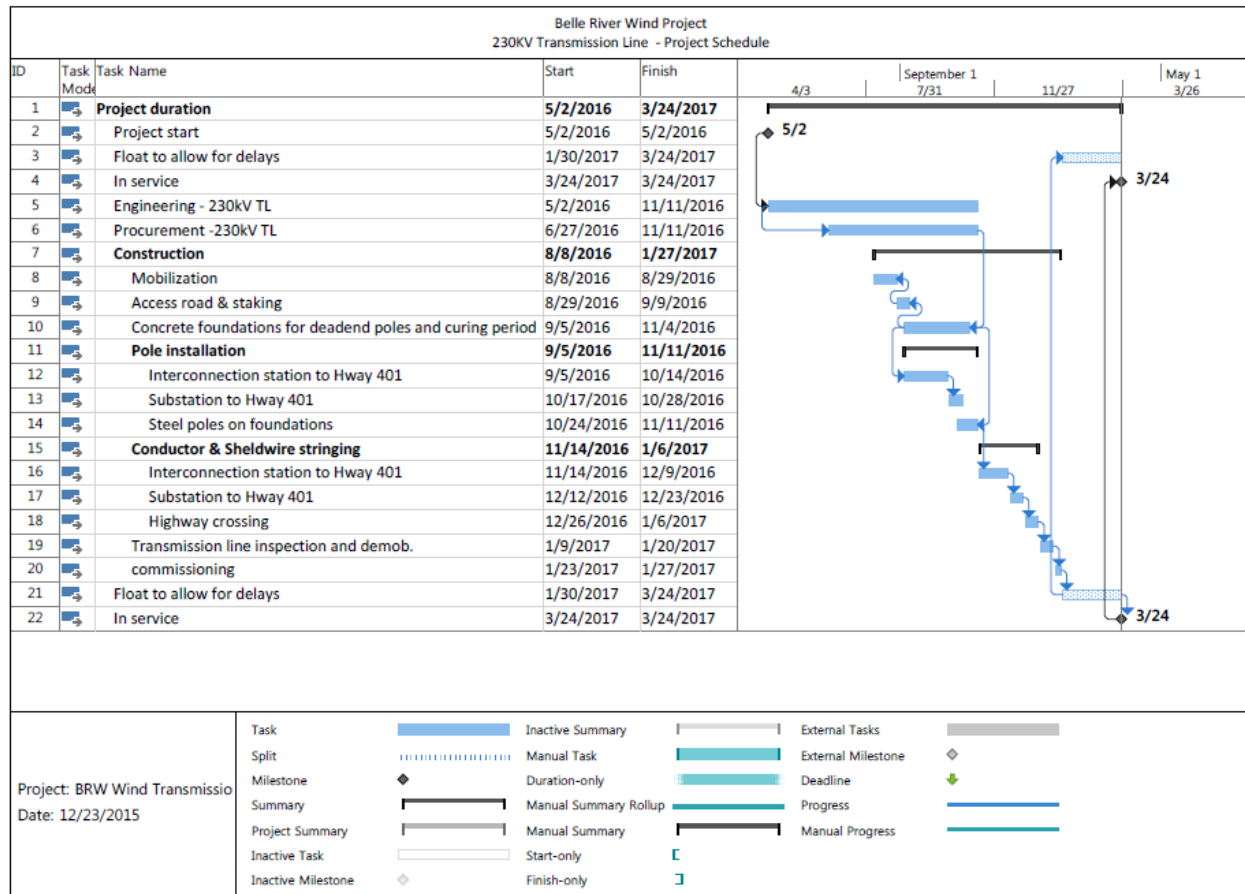 Belle River Wind Project
230KV Transmission Line - Project Schedule
ID Task Mode Task Name Start Finish September 1 May 1
4/3 7/31 11/27 3/26
1 Project duration 5/2/2016 3/24/2017
2 Project start 5/2/2016 5/2/2016 5/2
3 Float to allow for delays 1/30/2017 3/24/2017
4 In service 3/24/2017 3/24/2017 3/24
5 Engineering - 230kV TL 5/2/2016 11/11/2016
6 Procurement -230kV TL 6/27/2016 11/11/2016
7 Construction 8/8/2016 1/27/2017
8 Mobilization 8/8/2016 8/29/2016
9 Access road & staking 8/29/2016 9/9/2016
10 Concrete foundations for deadend poles and curing period 9/5/2016 11/4/2016
11 Pole installation 9/5/2016 11/11/2016
12 Interconnection station to Hway 401 9/5/2016 10/14/2016
13 Substation to Hway 401 10/17/2016 10/28/2016
14 Steel poles on foundations 10/24/2016 11/11/2016
15 Conductor & Sheldwire stringing 11/14/2016 1/6/2017
16 Interconnection station to Hway 401 11/14/2016 12/9/2016
17 Substation to Hway 401 12/12/2016 12/23/2016
18 Highway crossing 12/26/2016 1/6/2017
19 Transmission line inspection and demob. 1/9/2017 1/20/2017
20 commissioning 1/23/2017 1/27/2017
21 Float to allow for delays 1/30/2017 3/24/2017
22 In service 3/24/2017 3/24/2017 3/24
Project: BRW Wind Transmissio
Date: 12/23/2015
Task Inactive Summary External Tasks
Split Manual Task External Milestone
Milestone Duration-only Deadline
Summary Manual Summary Rollup Progress
Project Summary Manual Summary Manual Progress
Inactive Task Start-only
Inactive Milestone Finish-only